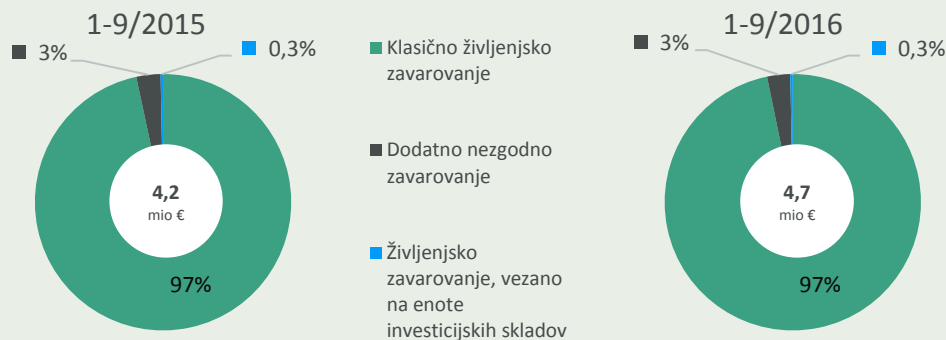 1-9/2015
3%
0,3%
4,2
mio €
97%
Klasično življenjsko
zavarovanje
Dodatno nezgodno
zavarovanje
Življenjsko
zavarovanje, vezano
na enote
investicijskih skladov
1-9/2016
3%
0,3%
4,7
mio €
97%